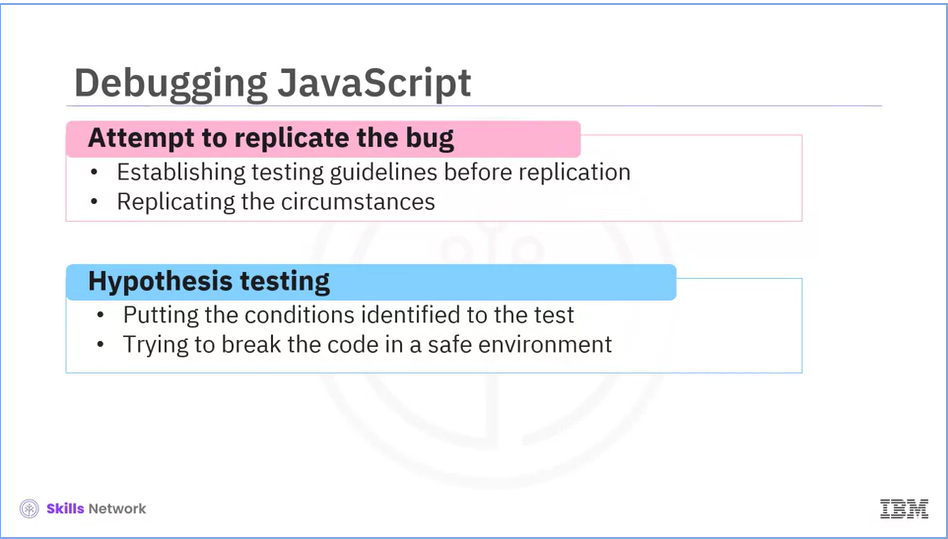 Debugging JavaScript
Attempt to replicate the bug
• Establishing testing guidelines before replication
• Replicating the circumstances
Hypothesis testing
• Putting the conditions identified to the test
• Trying to break the code in a safe environment
Skills Network
IBM